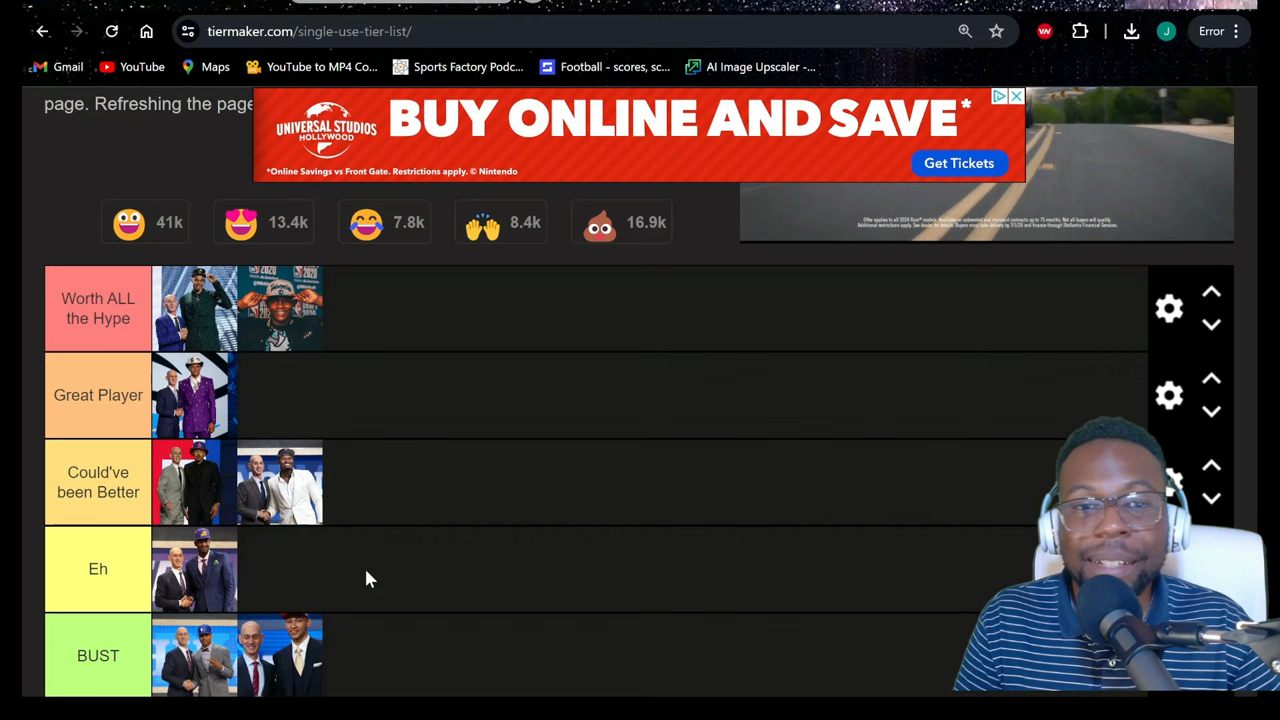 tiermaker.com/single-use-tier-list/
J
Error
Gmail
YouTube
Maps
YouTube to MP4 Co...
Sports Factory Podc...
Football - scores, sc...
AI Image Upscaler -...
page. Refreshing the page
UNIVERSAL STUDIOS
HOLLYWOOD
BUY ONLINE AND SAVE*
*Online Savings vs Front Gate. Restrictions apply. © Nintendo
Get Tickets
41k
13.4k
7.8k
8.4k
16.9k
Worth ALL
the Hype
2020
Great Player
Could've
been Better
Eh
BUST